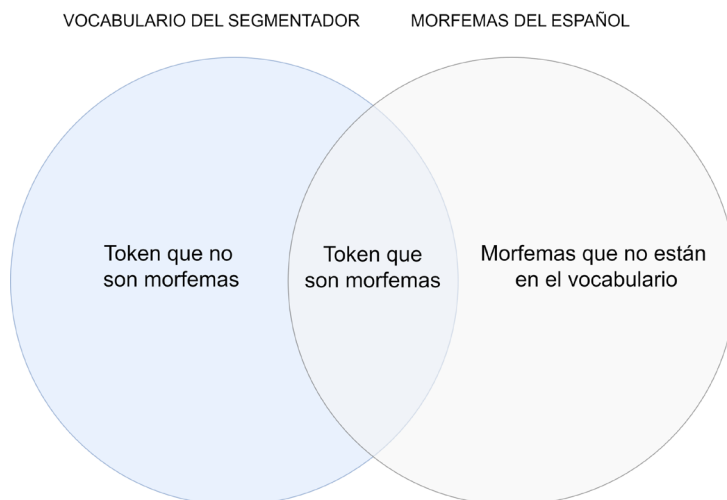 VOCABULARIO DEL SEGMENTADOR
MORFEMAS DEL ESPAÑOL
Token que no
son morfemas
Token que
son morfemas
Morfemas que no están
en el vocabulario